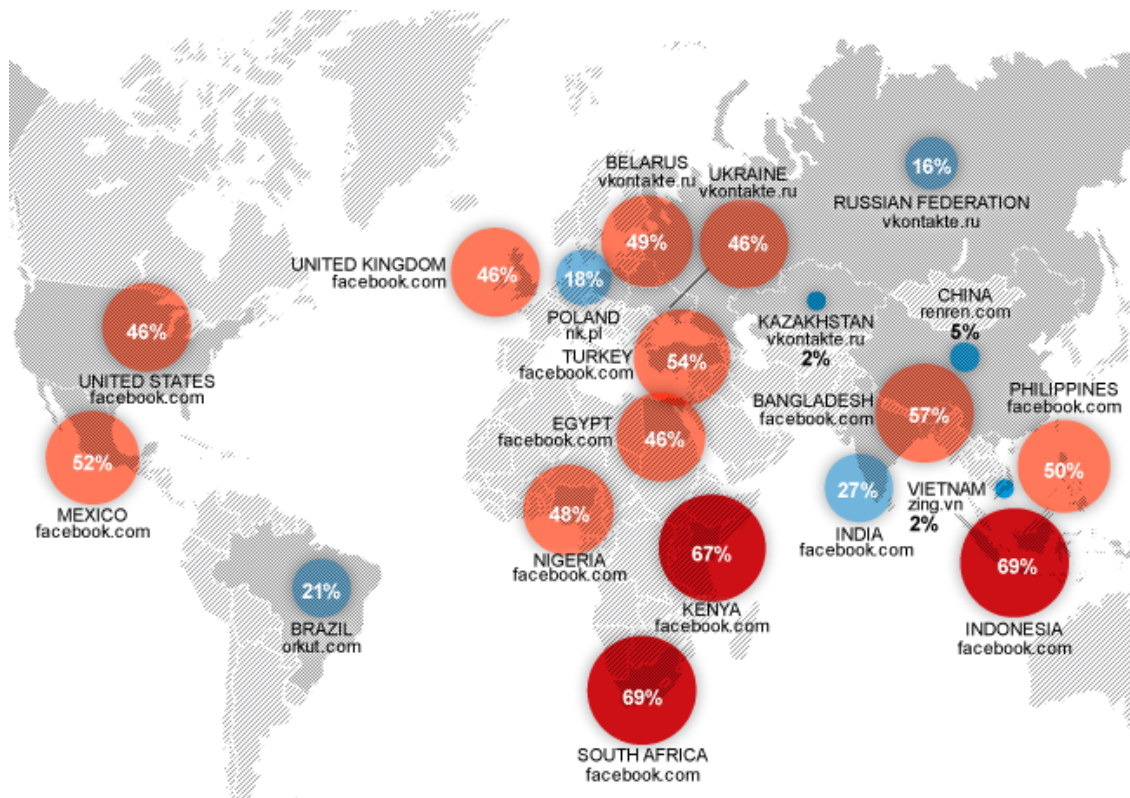 BELARUS
vkontakte.ru
49%
UKRAINE
vkontakte.ru
46%
16%
RUSSIAN FEDERATION
vkontakte.ru
UNITED KINGDOM
facebook.com
46%
18%
POLAND
nk.pl
46%
UNITED STATES
facebook.com
KAZAKHSTAN
vkontakte.ru
2%
CHINA
renren.com
5%
TURKEY
facebook.com
54%
BANGLADESH
facebook.com
57%
PHILIPPINES
facebook.com
50%
52%
MEXICO
facebook.com
EGYPT
facebook.com
46%
27%
INDIA
facebook.com
VIETNAM
zing.vn
2%
48%
NIGERIA
facebook.com
67%
KENYA
facebook.com
69%
INDONESIA
facebook.com
21%
BRAZIL
orkut.com
69%
SOUTH AFRICA
facebook.com